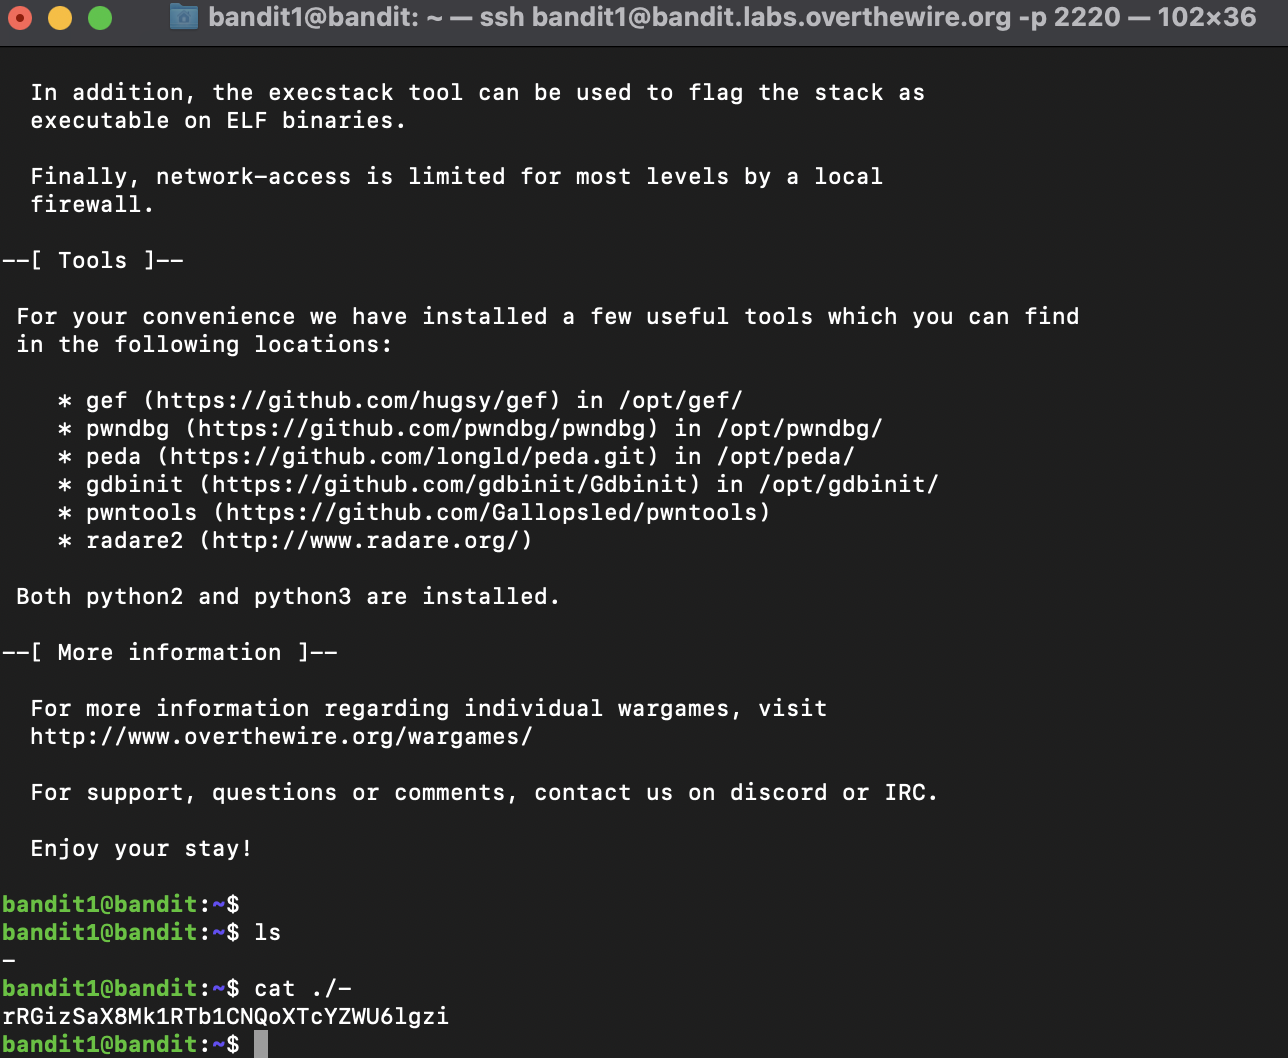 bandit1@bandit: ~ — ssh bandit1@bandit.labs.overthewire.org -p 2220 — 102×36
In addition, the execstack tool can be used to flag the stack as
executable on ELF binaries.
Finally, network-access is limited for most levels by a local
firewall.
--[ Tools ]--
For your convenience we have installed a few useful tools which you can find
in the following locations:
* gef (https://github.com/hugsy/gef) in /opt/gef/
* pwndbg (https://github.com/pwndbg/pwndbg) in /opt/pwndbg/
* peda (https://github.com/longld/peda.git) in /opt/peda/
* gdbinit (https://github.com/gdbinit/Gdbinit) in /opt/gdbinit/
* pwntools (https://github.com/Gallopsled/pwntools)
* radare2 (http://www.radare.org/)
Both python2 and python3 are installed.
--[ More information ]--
For more information regarding individual wargames, visit
http://www.overthewire.org/wargames/
For support, questions or comments, contact us on discord or IRC.
Enjoy your stay!
bandit1@bandit:~$
bandit1@bandit:~$ ls
-
bandit1@bandit:~$ cat ./-
rRGizSaX8Mk1RTb1CNQoXTcYZWU6lgzi
bandit1@bandit:~$